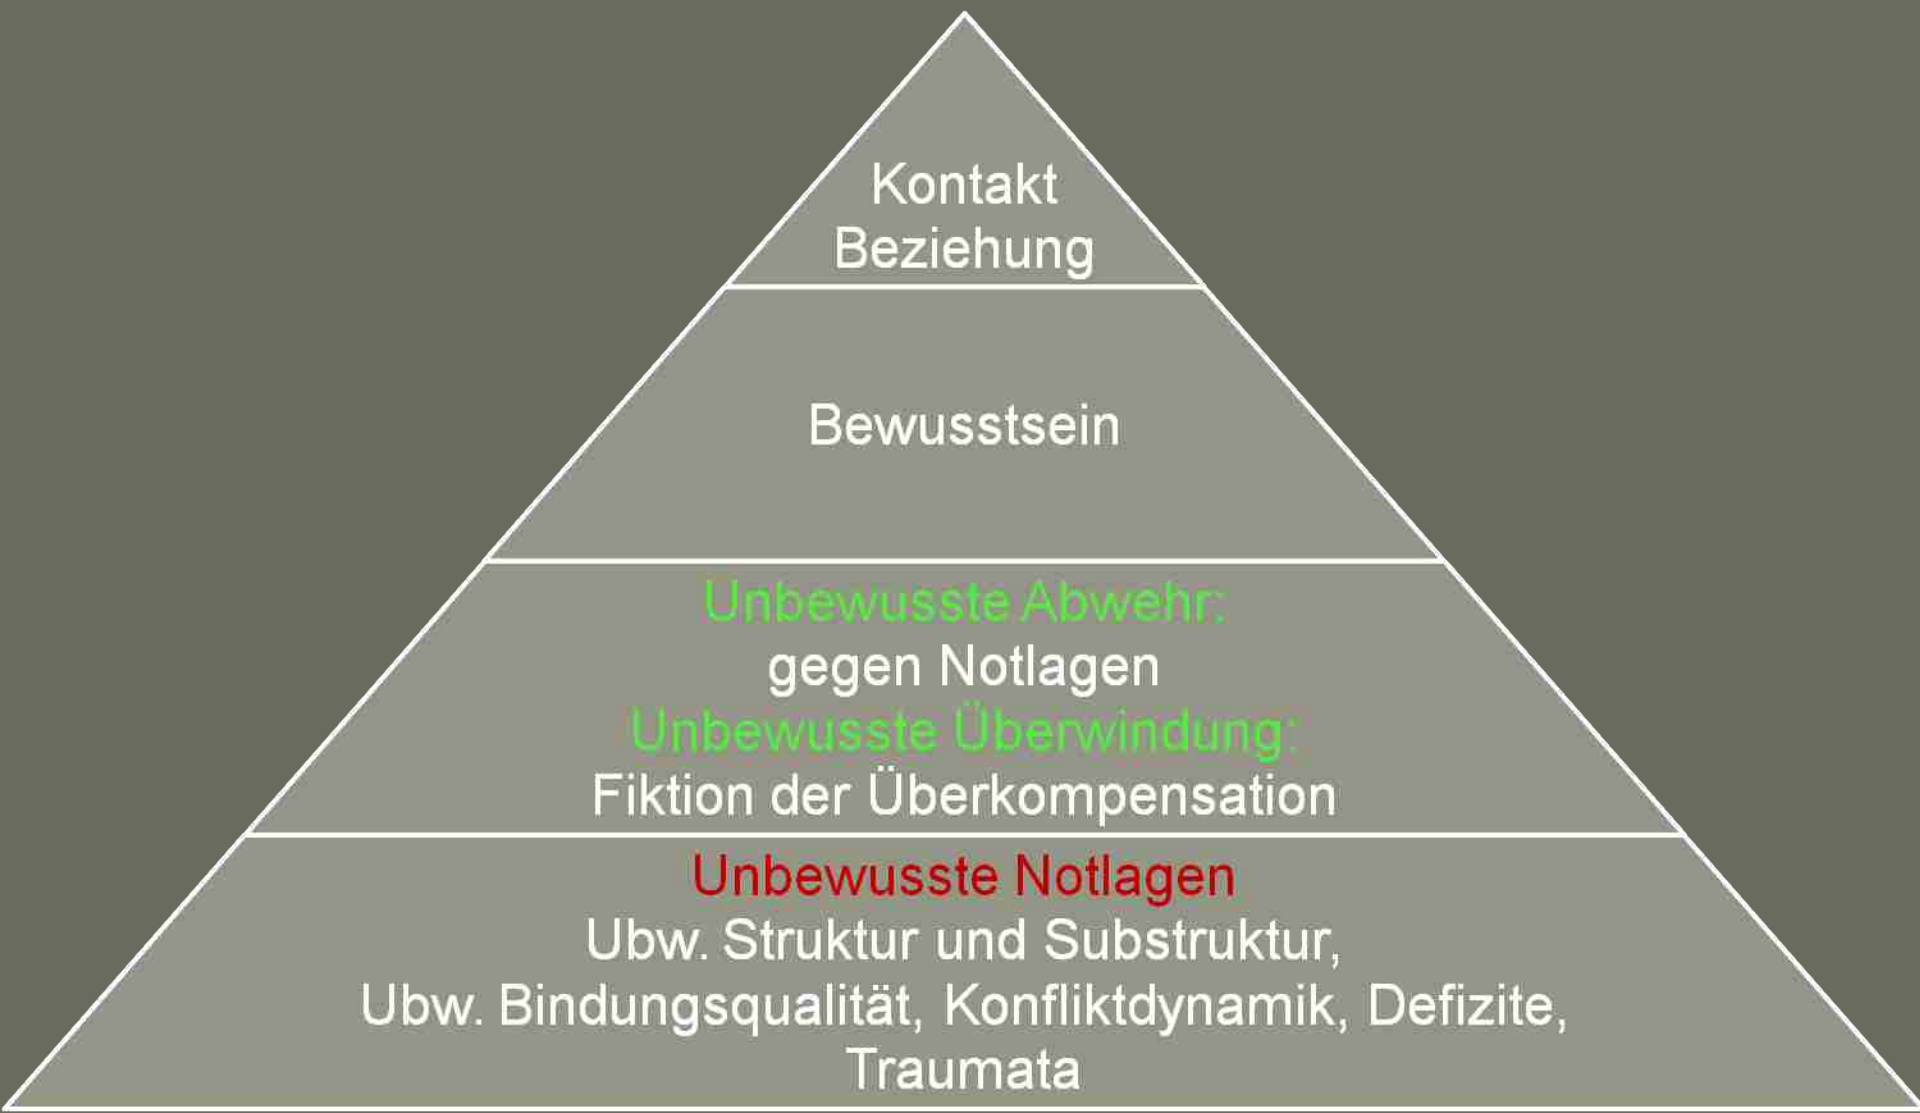 Kontakt
Beziehung
Bewusstsein
Unbewusste Abwehr:
gegen Notlagen
Unbewusste Überwindung:
Fiktion der Überkompensation
Unbewusste Notlagen
Ubw. Struktur und Substruktur,
Ubw. Bindungsqualität, Konfliktdynamik, Defizite,
Traumata